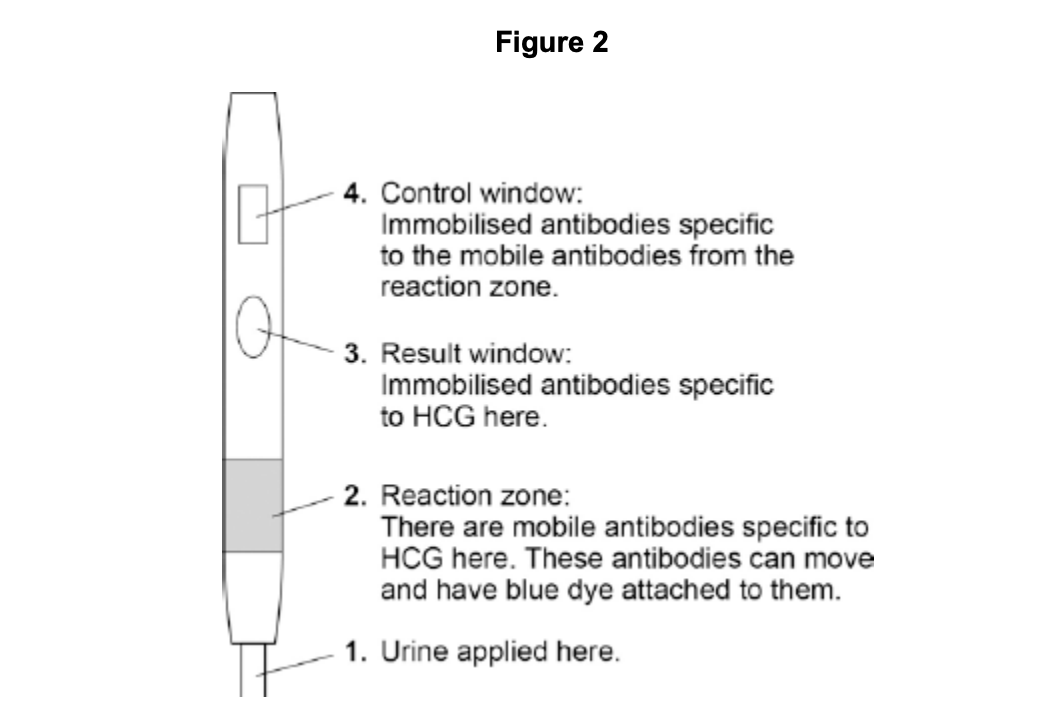 Figure 2
4. Control window:
Immobilised antibodies specific
to the mobile antibodies from the
reaction zone.
3. Result window:
Immobilised antibodies specific
to HCG here.
2. Reaction zone:
There are mobile antibodies specific to
HCG here. These antibodies can move
and have blue dye attached to them.
1. Urine applied here.